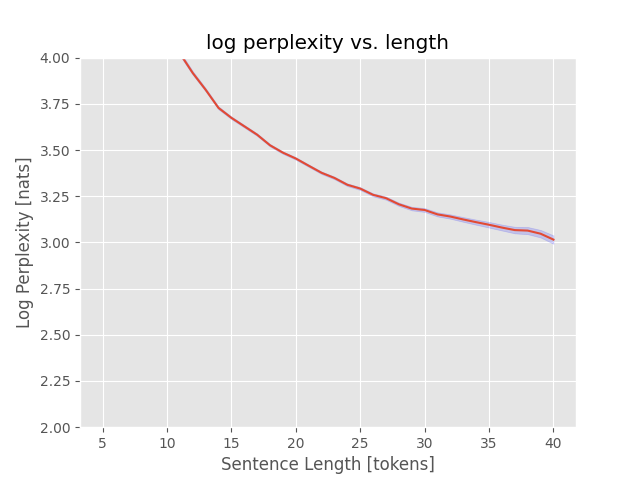 log perplexity vs. length
Log Perplexity [nats]
4.00
3.75
3.50
3.25
3.00
2.75
2.50
2.25
2.00
5 10 15 20 25 30 35 40
Sentence Length [tokens]